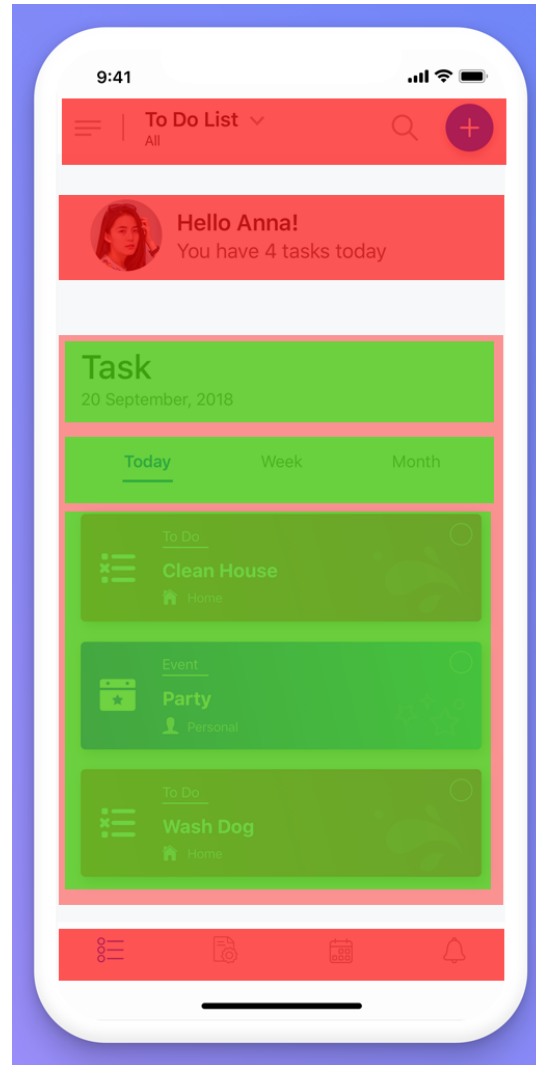 9:41
To Do List
All
Hello Anna!
You have 4 tasks today
Task
20 September, 2018
Today Week Month
To Do
Clean House
Home
Event
Party
Personal
To Do
Wash Dog
Home